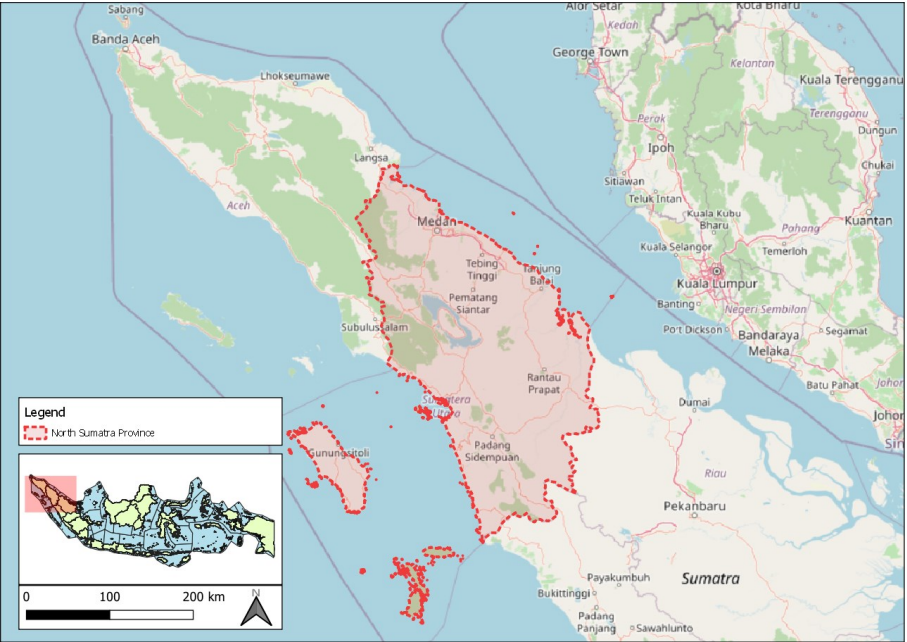 Sabang
Banda Aceh
Lhokseumawe
Langsa
Aceh
Medan
Tebing
Tinggi
Tanjung
Balai
Pematang
Siantar
Subulussalam
Rantau
Prapat
Sumatera
Utara
Padang
Sidempuan
Gunungsitoli
Alor Setar
Kota Bharu
Kedah
George Town
Kelantan
Kuala Terengganu
Terengganu
Perak
Ipoh
Dungun
Chukai
Sitiawan
Teluk Intan
Kuala Kubu
Bharu
Pahang
Kuantan
Kuala Selangor
Temerloh
Kuala Lumpur
Banting
Negeri Sembilan
Port Dickson
Bandaraya
Melaka
Segamat
Batu Pahat
Johor
Johor
Sin
Dumai
Riau
Pekanbaru
Sumatra
Payakumbuh
Bukittinggi
Padang
Panjang
Sawahlunto
Legend
North Sumatra Province
0 100 200 km
N